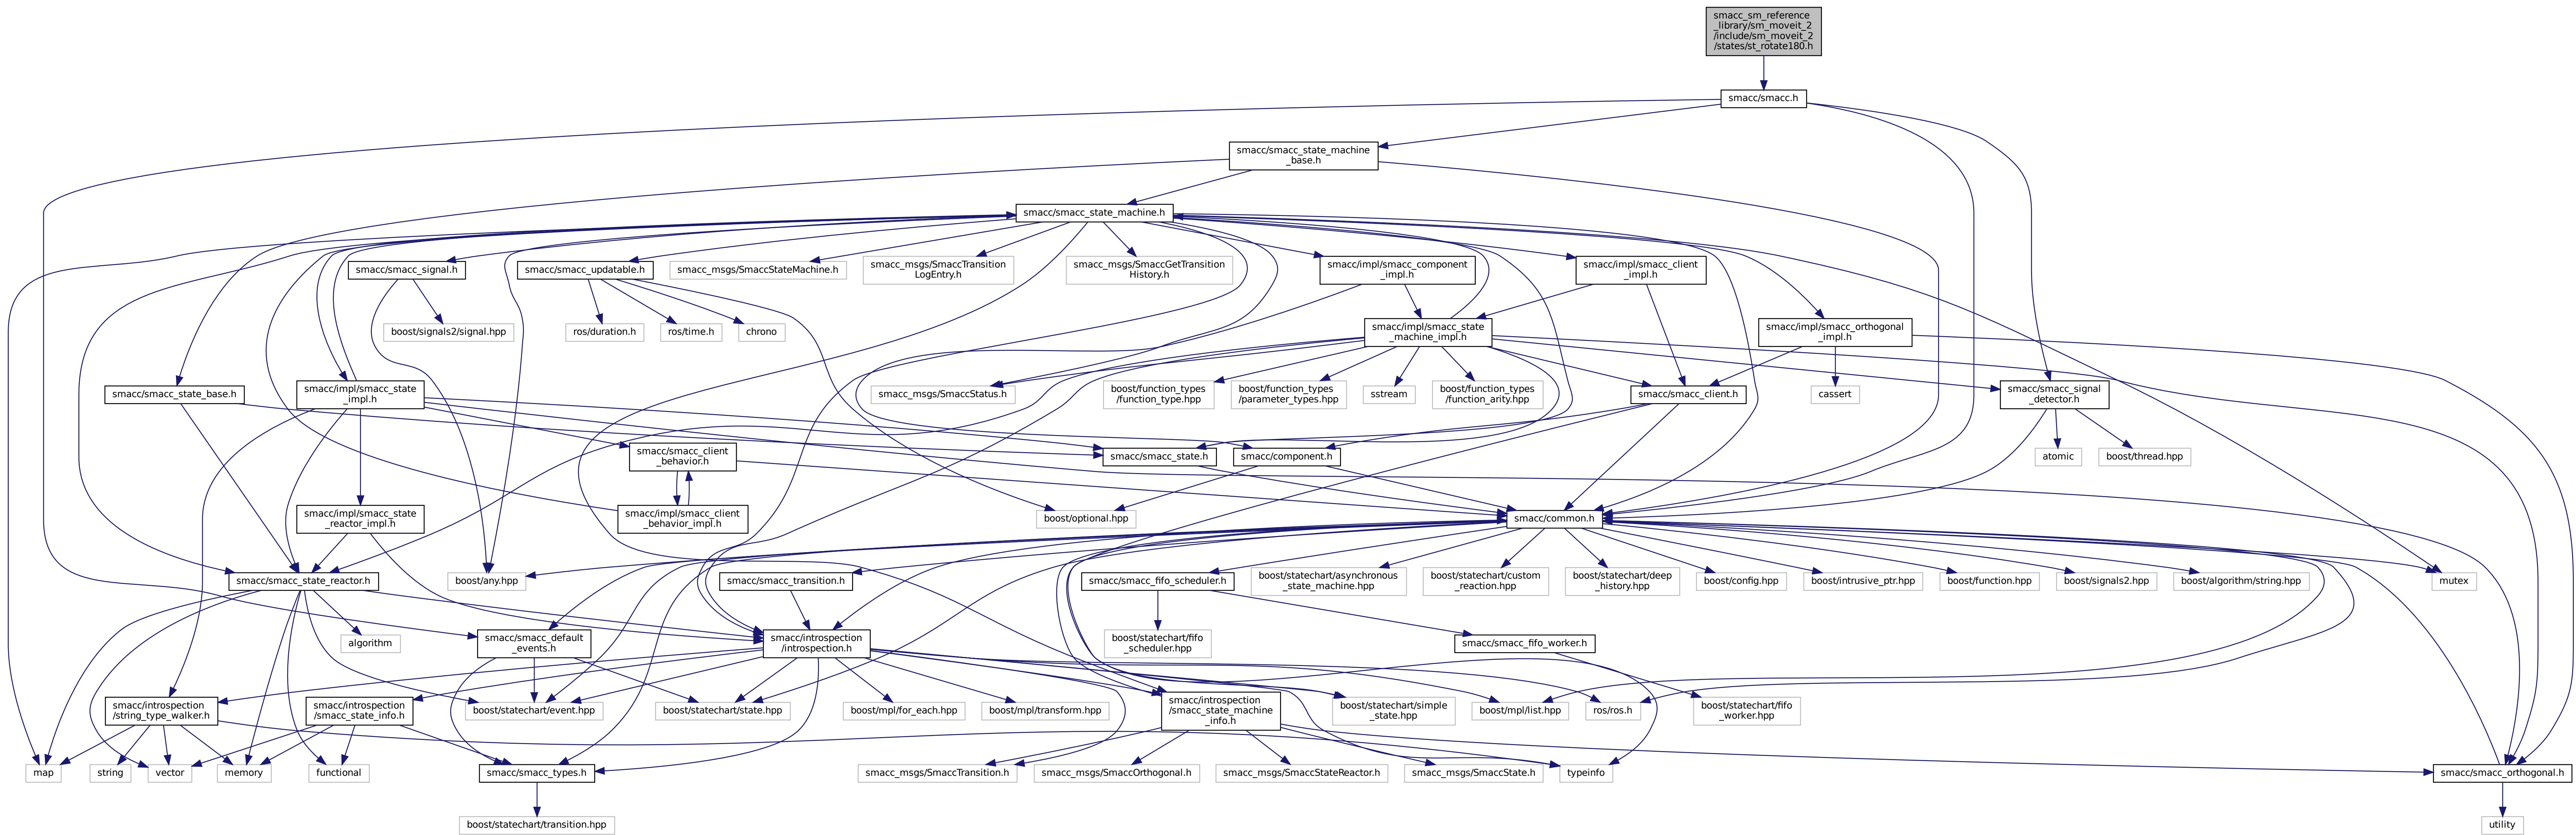 smacc_sm_reference
_library/sm_moveit_2
/include/sm_moveit_2
/states/st_rotate180.h
smacc/smacc.h
smacc/smacc_state_machine
_base.h
smacc/smacc_state_machine.h
smacc/smacc_signal.h
smacc/smacc_updatable.h
smacc_msgs/SmaccStateMachine.h
smacc_msgs/SmaccTransition
LogEntry.h
smacc_msgs/SmaccGetTransition
History.h
smacc/impl/smacc_component
_impl.h
smacc/impl/smacc_client
_impl.h
boost/signals2/signal.hpp
ros/duration.h
ros/time.h
chrono
smacc/impl/smacc_state
_machine_impl.h
smacc/impl/smacc_orthogonal
_impl.h
smacc/smacc_state_base.h
smacc/impl/smacc_state
_impl.h
smacc_msgs/SmaccStatus.h
boost/function_types
/function_type.hpp
boost/function_types
/parameter_types.hpp
sstream
boost/function_types
/function_arity.hpp
smacc/smacc_client.h
cassert
smacc/smacc_signal
_detector.h
smacc/smacc_client
_behavior.h
smacc/smacc_state.h
smacc/component.h
atomic
boost/thread.hpp
smacc/impl/smacc_state
_reactor_impl.h
smacc/impl/smacc_client
_behavior_impl.h
boost/optional.hpp
smacc/common.h
smacc/smacc_state_reactor.h
boost/any.hpp
smacc/smacc_transition.h
smacc/smacc_fifo_scheduler.h
boost/statechart/asynchronous
_state_machine.hpp
boost/statechart/custom
_reaction.hpp
boost/statechart/deep
_history.hpp
boost/config.hpp
boost/intrusive_ptr.hpp
boost/function.hpp
boost/signals2.hpp
boost/algorithm/string.hpp
mutex
algorithm
smacc/smacc_default
_events.h
smacc/introspection
/introspection.h
boost/statechart/fifo
_scheduler.hpp
smacc/smacc_fifo_worker.h
smacc/introspection
/string_type_walker.h
smacc/introspection
/smacc_state_info.h
boost/statechart/event.hpp
boost/statechart/state.hpp
boost/mpl/for_each.hpp
boost/mpl/transform.hpp
smacc/introspection
/smacc_state_machine
_info.h
boost/statechart/simple
_state.hpp
boost/mpl/list.hpp
ros/ros.h
boost/statechart/fifo
_worker.hpp
map
string
vector
memory
functional
smacc/smacc_types.h
smacc_msgs/SmaccTransition.h
smacc_msgs/SmaccOrthogonal.h
smacc_msgs/SmaccStateReactor.h
smacc_msgs/SmaccState.h
typeinfo
smacc/smacc_orthogonal.h
boost/statechart/transition.hpp
utility